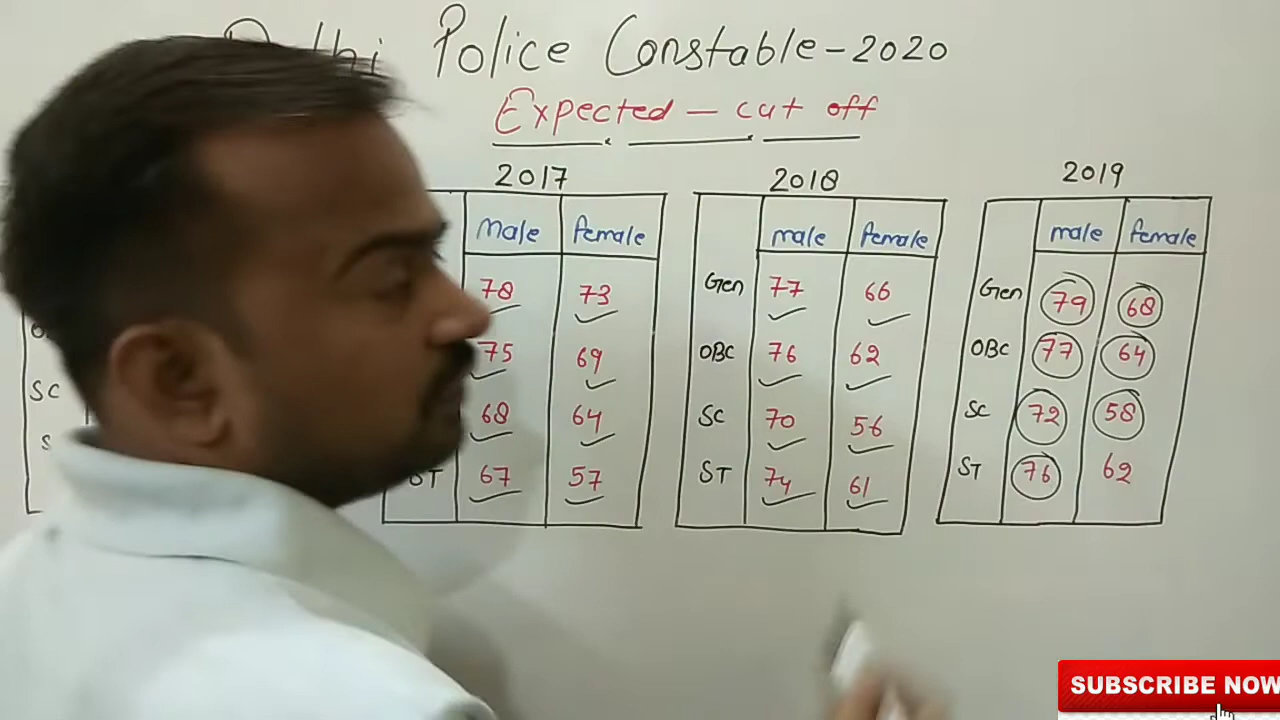 Delhi Police Constable-2020
Expected - cut off
2017
Male Female
78 73
75 69
SC 68 64
ST 67 57
2018
male Female
Gen 77 66
OBC 76 62
SC 70 56
ST 74 61
2019
male Female
Gen 79 68
OBC 77 64
SC 72 58
ST 76 62
SUBSCRIBE NOW